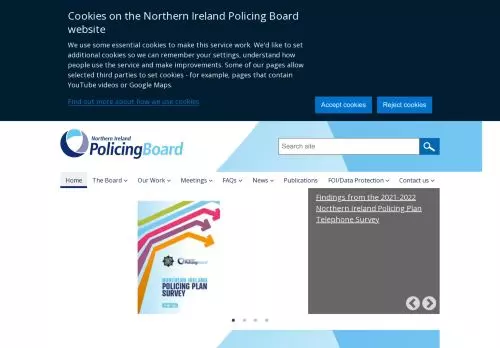 Cookies on the Northern Ireland Policing Board
website
We use some essential cookies to make this service work. We'd like to set
additional cookies so we can remember your settings, understand how
people use the service and make improvements. Some of our pages allow
selected third parties to set cookies - for example, pages that contain
YouTube videos or Google Maps.
Find out more about how we use cookies
Accept cookies Reject cookies
Northern Ireland
PolicingBoard
Search site
Home The Board Our Work Meetings FAQs News Publications FOI/Data Protection Contact us
Findings from the 2021-2022
Northern Ireland Policing Plan
Telephone Survey
PolicingBoard
NORTHERN IRELAND
POLICING PLAN
SURVEY